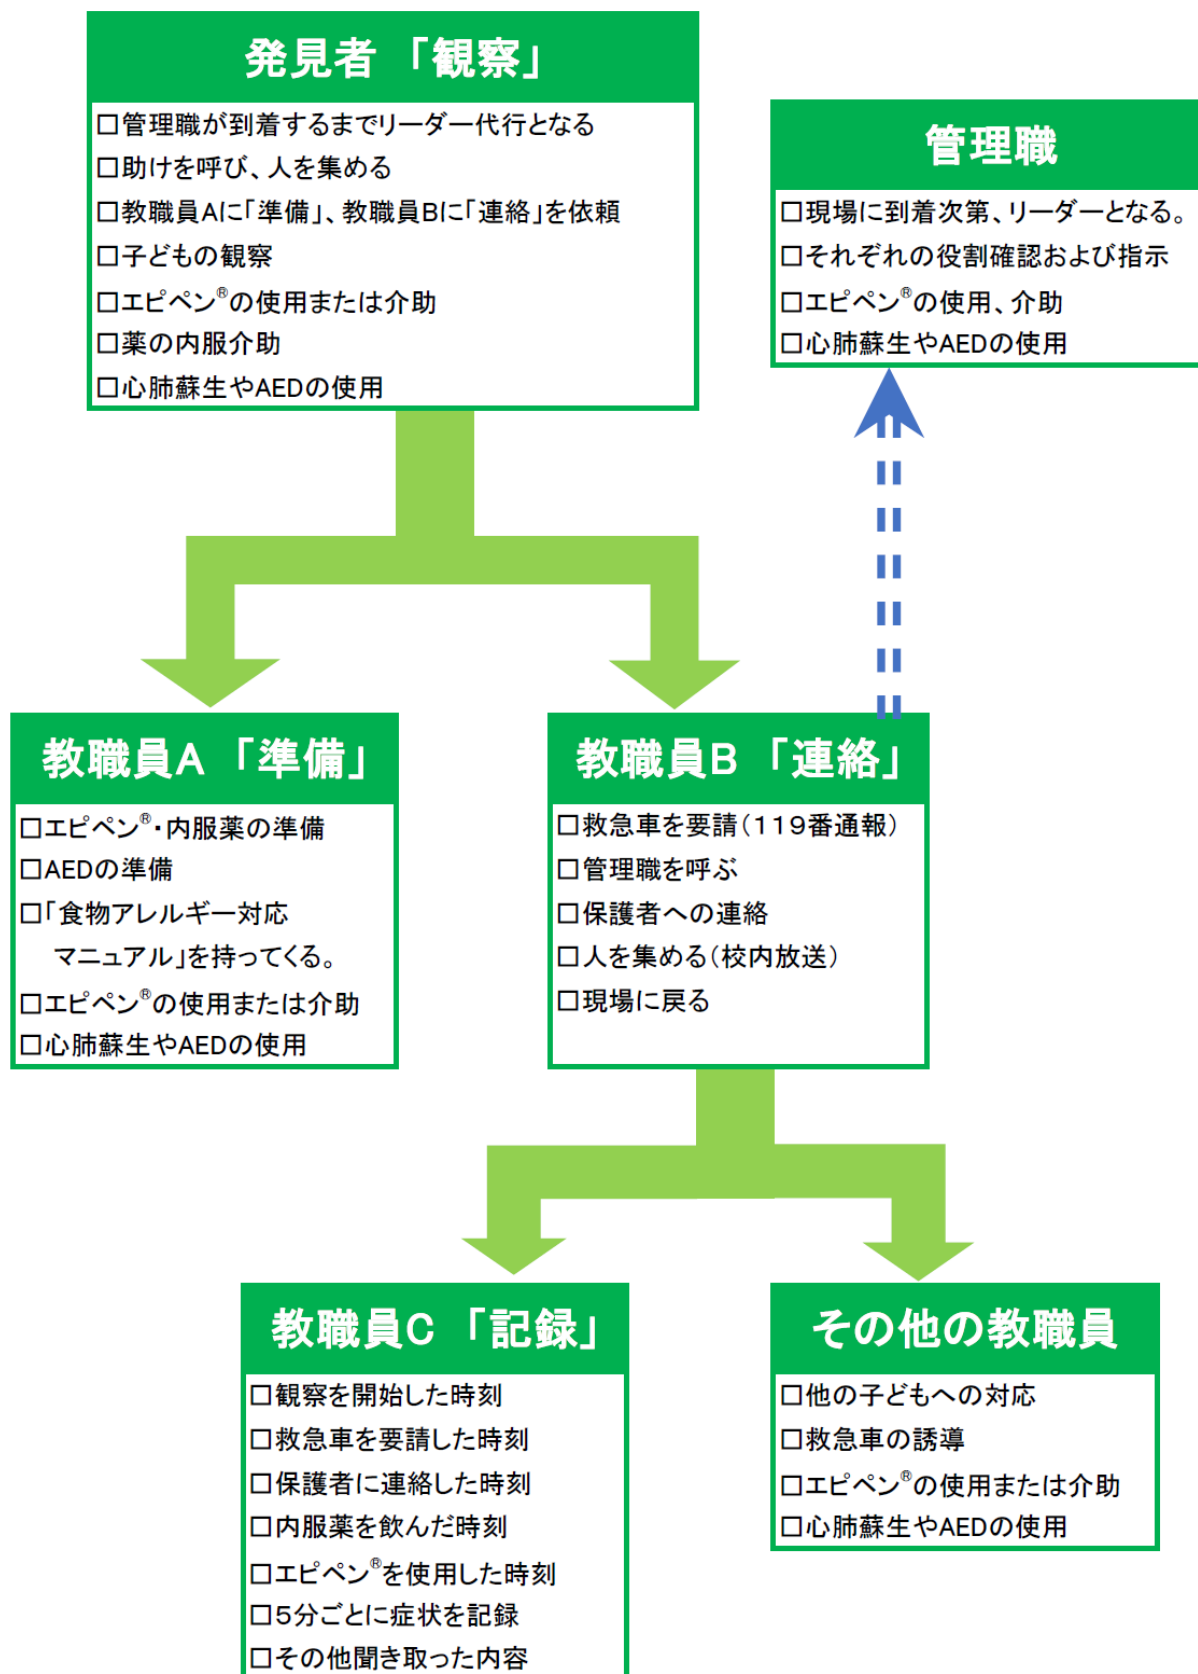 発見者 「観察」
□管理職が到着するまでリーダー代行となる
□助けを呼び、人を集める
□教職員Aに「準備」、教職員Bに「連絡」を依頼
□子どもの観察
□エピペン®の使用または介助
□薬の内服介助
□心肺蘇生やAEDの使用
管理職
□現場に到着次第、リーダーとなる。
□それぞれの役割確認および指示
□エピペン®の使用、介助
□心肺蘇生やAEDの使用
教職員A 「準備」
□エピペン®・内服薬の準備
□AEDの準備
□「食物アレルギー対応
マニュアル」を持ってくる。
□エピペン®の使用または介助
□心肺蘇生やAEDの使用
教職員B 「連絡」
□救急車を要請(119番通報)
□管理職を呼ぶ
□保護者への連絡
□人を集める(校内放送)
□現場に戻る
教職員C 「記録」
□観察を開始した時刻
□救急車を要請した時刻
□保護者に連絡した時刻
□内服薬を飲んだ時刻
□エピペン®を使用した時刻
□5分ごとに症状を記録
□その他聞き取った内容
その他の教職員
□他の子どもへの対応
□救急車の誘導
□エピペン®の使用または介助
□心肺蘇生やAEDの使用